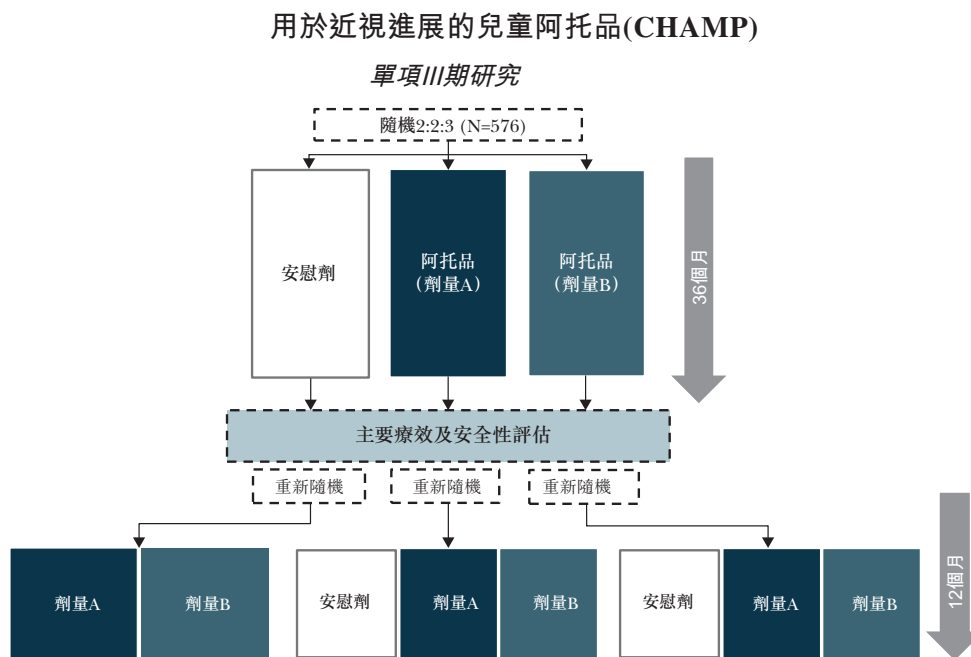 用於近視進展的兒童阿托品(CHAMP)
單項III期研究
隨機2:2:3 (N=576)
安慰劑
阿托品
（劑量A）
阿托品
（劑量B）
36個月
主要療效及安全性評估
重新隨機
重新隨機
重新隨機
劑量A
劑量B
安慰劑
劑量A
劑量B
安慰劑
劑量A
劑量B
12個月